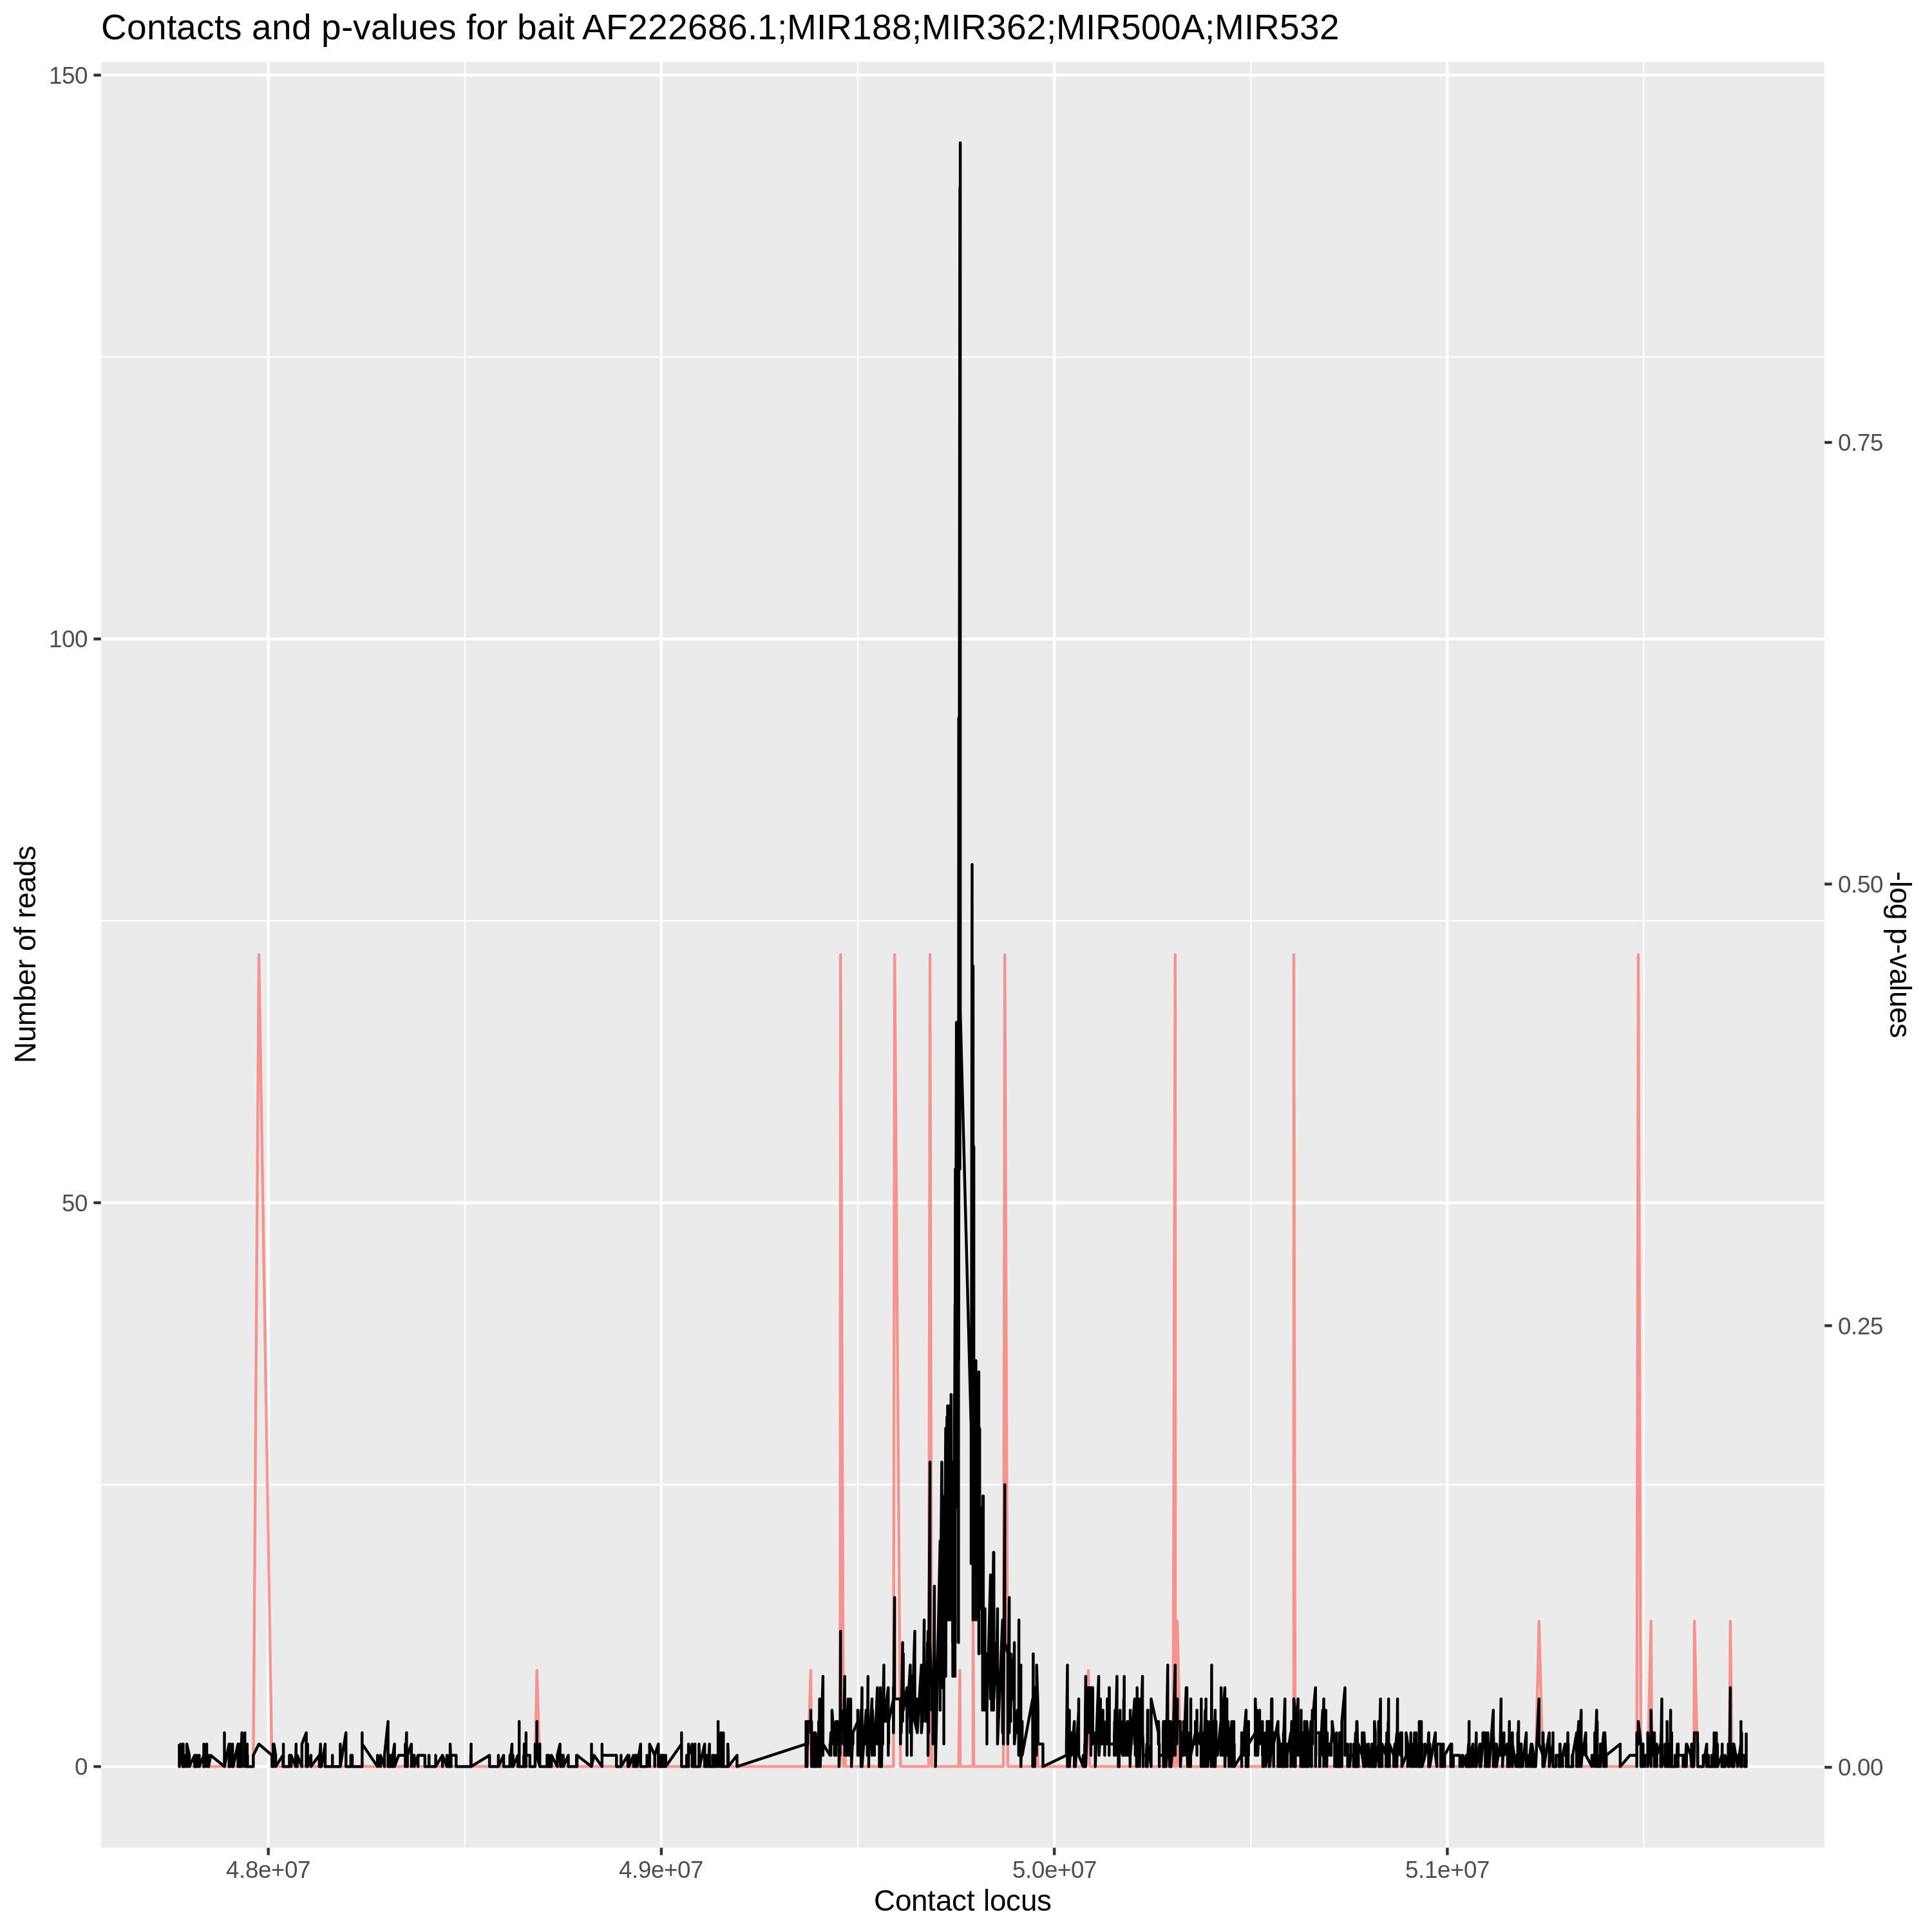 Contacts and p-values for bait AF222686.1;MIR188;MIR362;MIR500A;MIR532
150
100
50
0
Number of reads
0.75
0.50
0.25
0.00
-log p-values
4.8e+07 4.9e+07 5.0e+07 5.1e+07
Contact locus